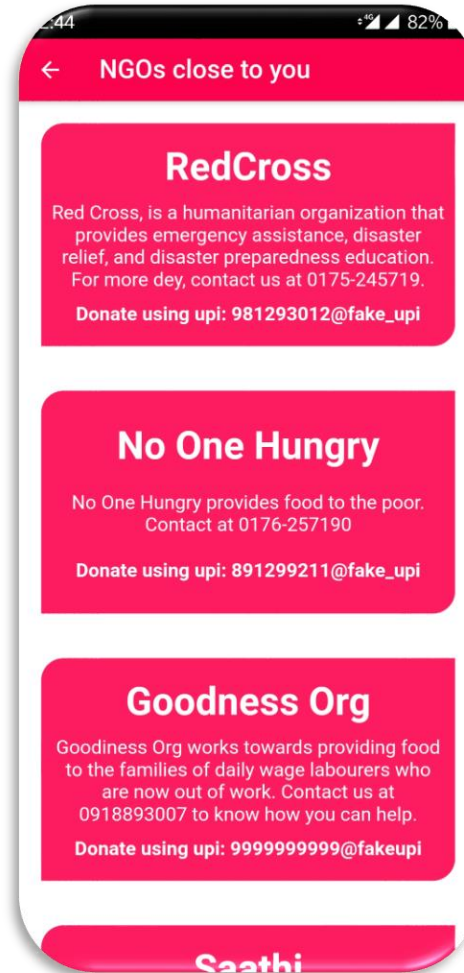 2:44 4G 82%
NGOs close to you
RedCross
Red Cross, is a humanitarian organization that
provides emergency assistance, disaster
relief, and disaster preparedness education.
For more dey, contact us at 0175-245719.
Donate using upi: 981293012@fake_upi
No One Hungry
No One Hungry provides food to the poor.
Contact at 0176-257190
Donate using upi: 891299211@fake_upi
Goodness Org
Goodiness Org works towards providing food
to the families of daily wage labourers who
are now out of work. Contact us at
0918893007 to know how you can help.
Donate using upi: 9999999999@fakeupi
Saathi